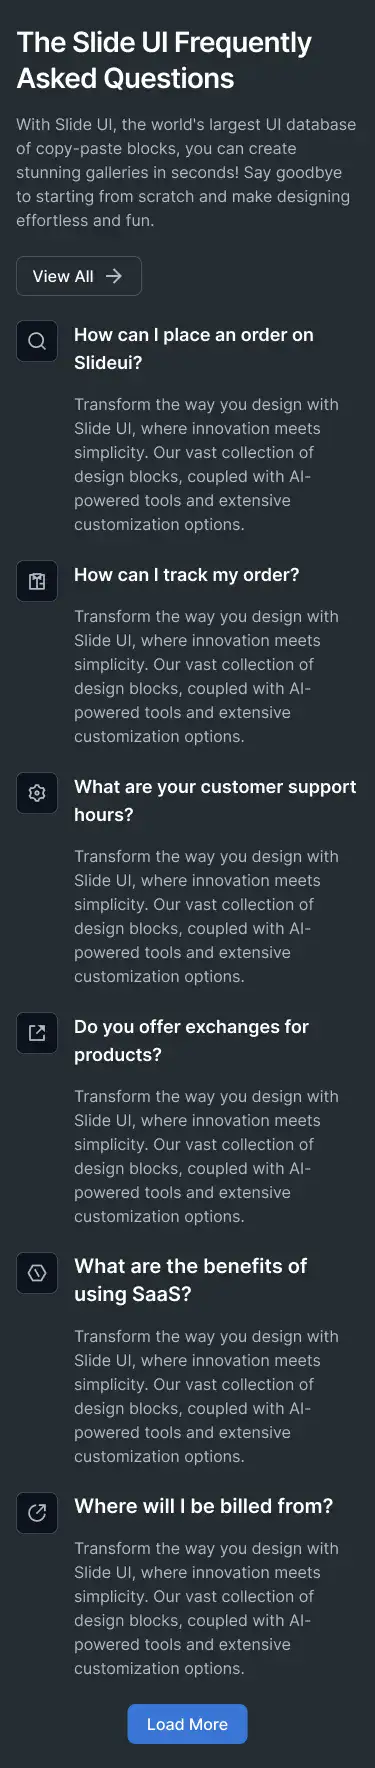 The Slide UI Frequently
Asked Questions
With Slide UI, the world's largest UI database
of copy-paste blocks, you can create
stunning galleries in seconds! Say goodbye
to starting from scratch and make designing
effortless and fun.
View All
How can I place an order on
Slideui?
Transform the way you design with
Slide UI, where innovation meets
simplicity. Our vast collection of
design blocks, coupled with AI-
powered tools and extensive
customization options.
How can I track my order?
Transform the way you design with
Slide UI, where innovation meets
simplicity. Our vast collection of
design blocks, coupled with AI-
powered tools and extensive
customization options.
What are your customer support
hours?
Transform the way you design with
Slide UI, where innovation meets
simplicity. Our vast collection of
design blocks, coupled with AI-
powered tools and extensive
customization options.
Do you offer exchanges for
products?
Transform the way you design with
Slide UI, where innovation meets
simplicity. Our vast collection of
design blocks, coupled with AI-
powered tools and extensive
customization options.
What are the benefits of
using SaaS?
Transform the way you design with
Slide UI, where innovation meets
simplicity. Our vast collection of
design blocks, coupled with AI-
powered tools and extensive
customization options.
Where will I be billed from?
Transform the way you design with
Slide UI, where innovation meets
simplicity. Our vast collection of
design blocks, coupled with AI-
powered tools and extensive
customization options.
Load More